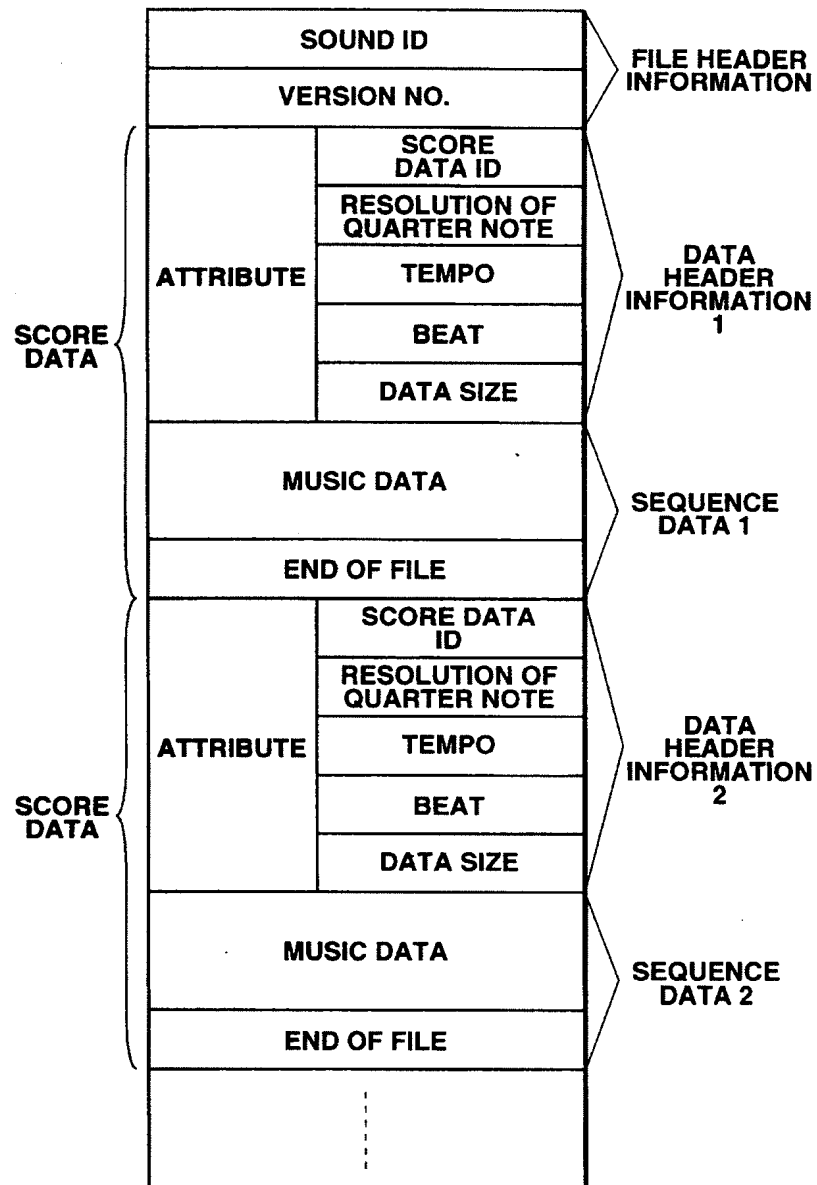 SOUND ID
VERSION NO.
FILE HEADER
INFORMATION
SCORE
DATA
ATTRIBUTE
SCORE
DATA ID
RESOLUTION OF
QUARTER NOTE
TEMPO
BEAT
DATA SIZE
DATA
HEADER
INFORMATION
1
MUSIC DATA
END OF FILE
SEQUENCE
DATA 1
SCORE
DATA
ATTRIBUTE
SCORE DATA
ID
RESOLUTION OF
QUARTER NOTE
TEMPO
BEAT
DATA SIZE
DATA
HEADER
INFORMATION
2
MUSIC DATA
END OF FILE
SEQUENCE
DATA 2